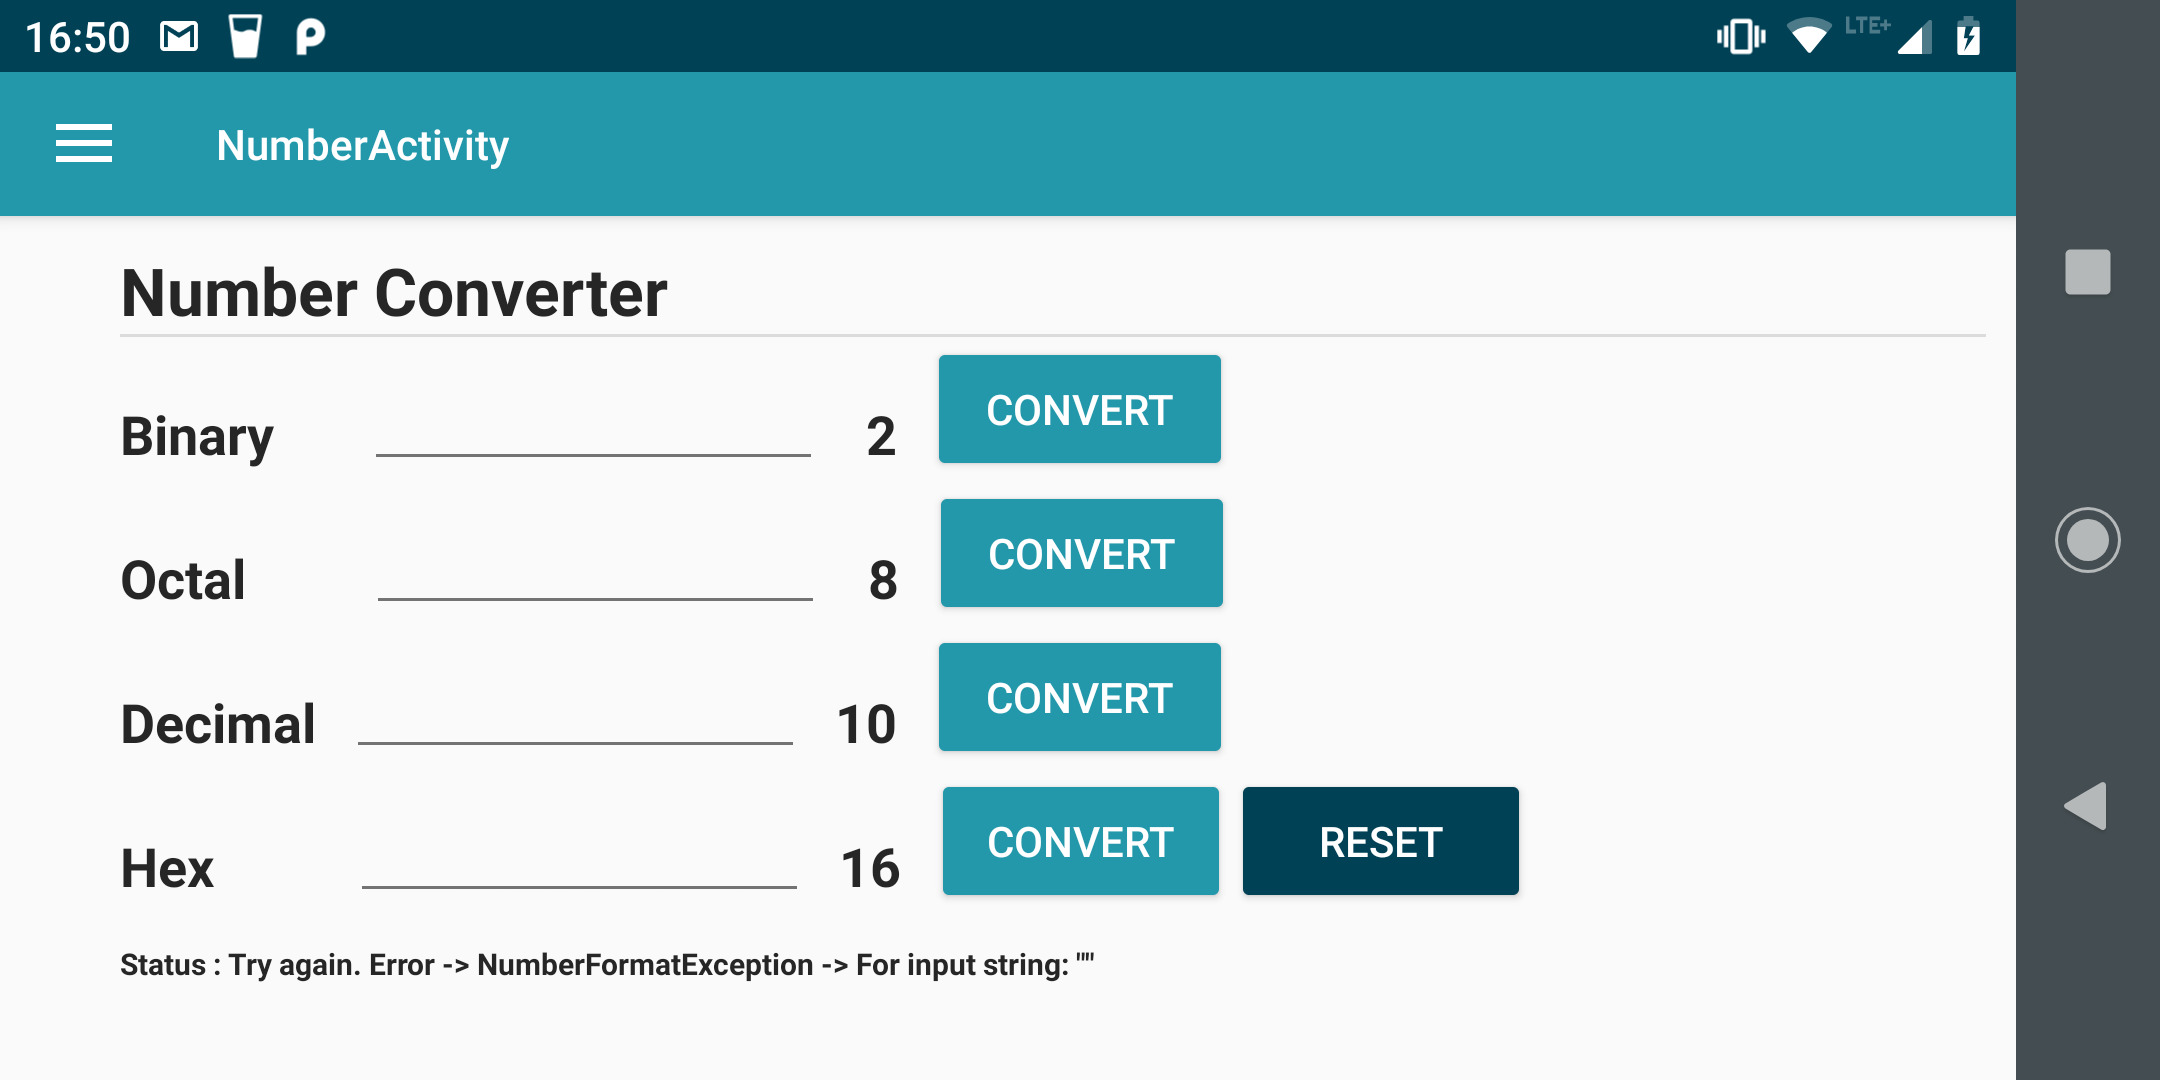 16:50 LTE+
NumberActivity
Number Converter
Binary 2 CONVERT
Octal 8 CONVERT
Decimal 10 CONVERT
Hex 16 CONVERT RESET
Status : Try again. Error -> NumberFormatException -> For input string: ""